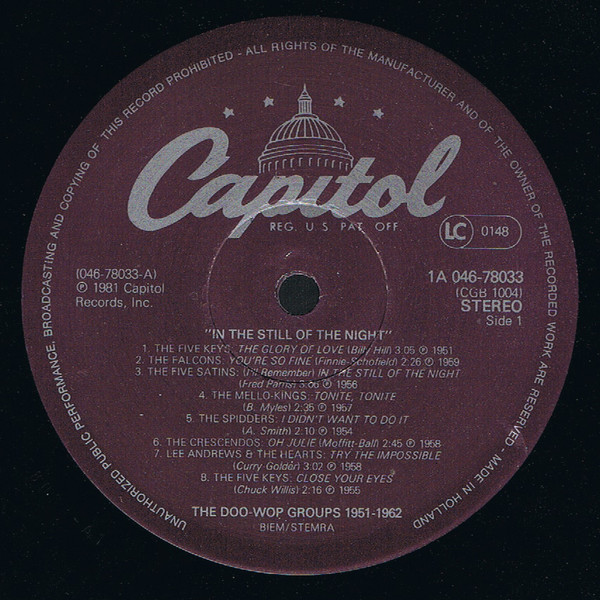 UNAUTHORIZED PUBLIC PERFORMANCE, BROADCASTING AND COPYING OF THIS RECORD PROHIBITED - ALL RIGHTS OF THE MANUFACTURER AND OF THE OWNER OF THE RECORDED WORK ARE RESERVED - MADE IN HOLLAND
Capitol
REG. U.S. PAT. OFF.
LC 0148
(046-78033-A)
℗ 1981 Capitol
Records, Inc.
1A 046-78033
(CGB 1004)
STEREO
Side 1
"IN THE STILL OF THE NIGHT"
1. THE FIVE KEYS: THE GLORY OF LOVE (Billy Hill) 3:05 ℗ 1951
2. THE FALCONS: YOU'RE SO FINE (Finnie-Schofield) 2:26 ℗ 1959
3. THE FIVE SATINS: (I'll Remember) IN THE STILL OF THE NIGHT
(Fred Parris) ℗ 1956
4. THE MELLO-KINGS: TONITE, TONITE
(B. Myles) 2:35 ℗ 1957
5. THE SPIDDERS: I DIDN'T WANT TO DO IT
(A. Smith) 2:10 ℗ 1954
6. THE CRESCENDOS: OH JULIE (Moffitt-Ball) 2:45 ℗ 1958
7. LEE ANDREWS & THE HEARTS: TRY THE IMPOSSIBLE
(Curry Golder) 3:02 ℗ 1958
8. THE FIVE KEYS: CLOSE YOUR EYES
(Chuck Willis) 2:16 ℗ 1955
THE DOO-WOP GROUPS 1951-1962
BIEM/STEMRA